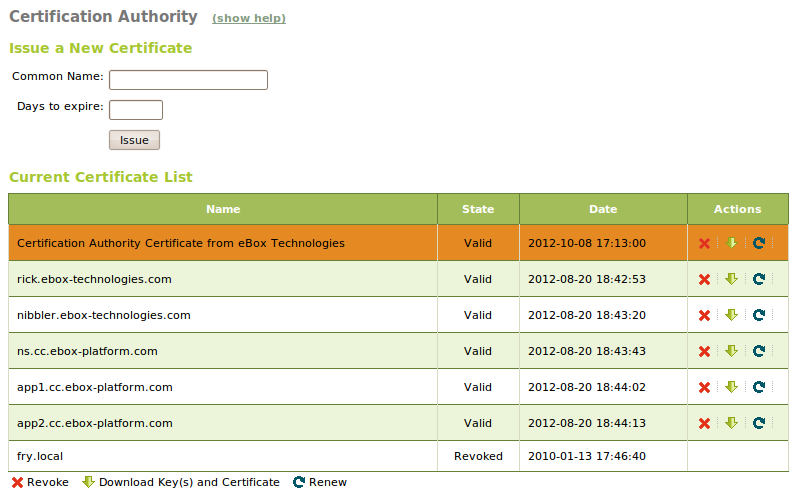 Certification Authority (show help)
Issue a New Certificate
Common Name:
Days to expire:
Issue
Current Certificate List
Name State Date Actions
Certification Authority Certificate from eBox Technologies Valid 2012-10-08 17:13:00
rick.ebox-technologies.com Valid 2012-08-20 18:42:53
nibbler.ebox-technologies.com Valid 2012-08-20 18:43:20
ns.cc.ebox-platform.com Valid 2012-08-20 18:43:43
app1.cc.ebox-platform.com Valid 2012-08-20 18:44:02
app2.cc.ebox-platform.com Valid 2012-08-20 18:44:13
fry.local Revoked 2010-01-13 17:46:40
Revoke Download Key(s) and Certificate Renew